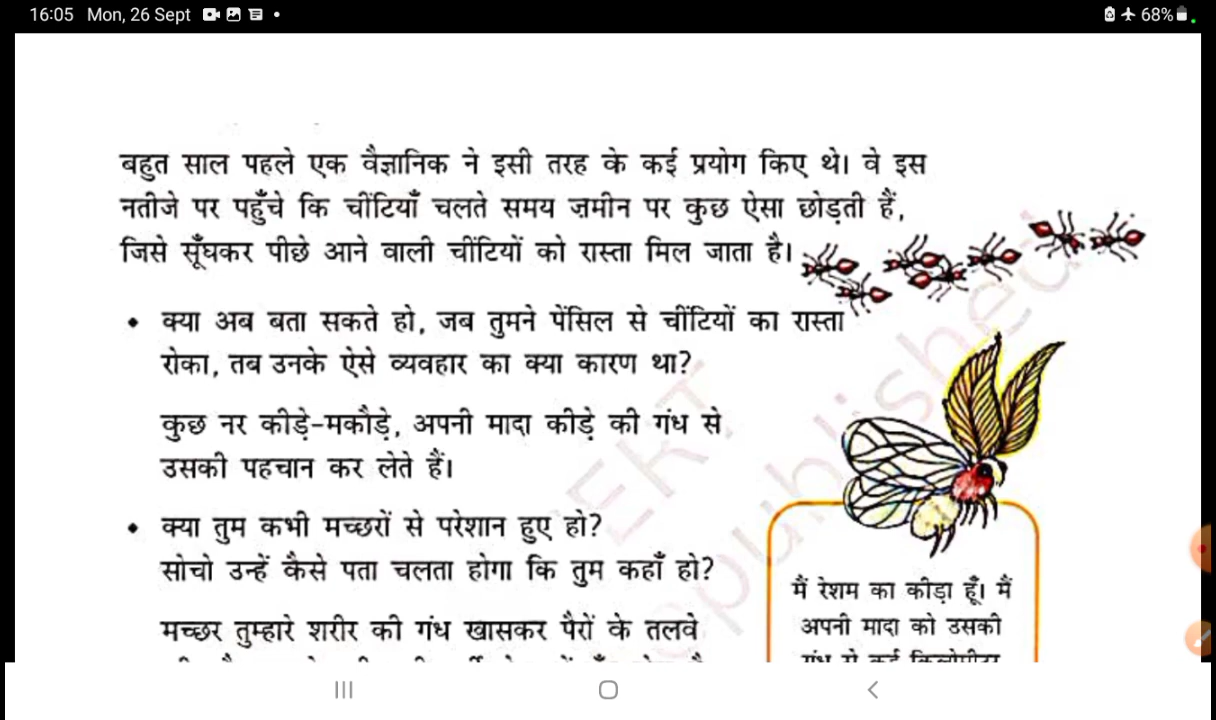 16:05 Mon, 26 Sept
68%
बहुत साल पहले एक वैज्ञानिक ने इसी तरह के कई प्रयोग किए थे। वे इस
नतीजे पर पहुँचे कि चींटियाँ चलते समय ज़मीन पर कुछ ऐसा छोड़ती हैं,
जिसे सूँघकर पीछे आने वाली चींटियों को रास्ता मिल जाता है।
• क्या अब बता सकते हो, जब तुमने पेंसिल से चींटियों का रास्ता
रोका, तब उनके ऐसे व्यवहार का क्या कारण था?
कुछ नर कीड़े-मकौड़े, अपनी मादा कीड़े की गंध से
उसकी पहचान कर लेते हैं।
• क्या तुम कभी मच्छरों से परेशान हुए हो?
सोचो उन्हें कैसे पता चलता होगा कि तुम कहाँ हो?
मच्छर तुम्हारे शरीर की गंध खासकर पैरों के तलवे
मैं रेशम का कीड़ा हूँ। मैं
अपनी मादा को उसकी
गंध से कई किलोमीटर